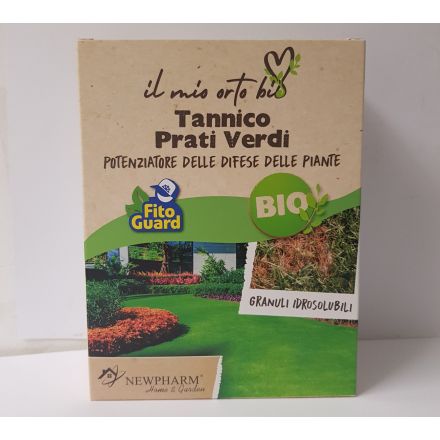 il mio orto bio
Tannico
Prati Verdi
POTENZIATORE DELLE DIFESE DELLE PIANTE
Fito
Guard
BIO
GRANULI IDROSOLUBILI
NEWPHARM®
Home & Garden